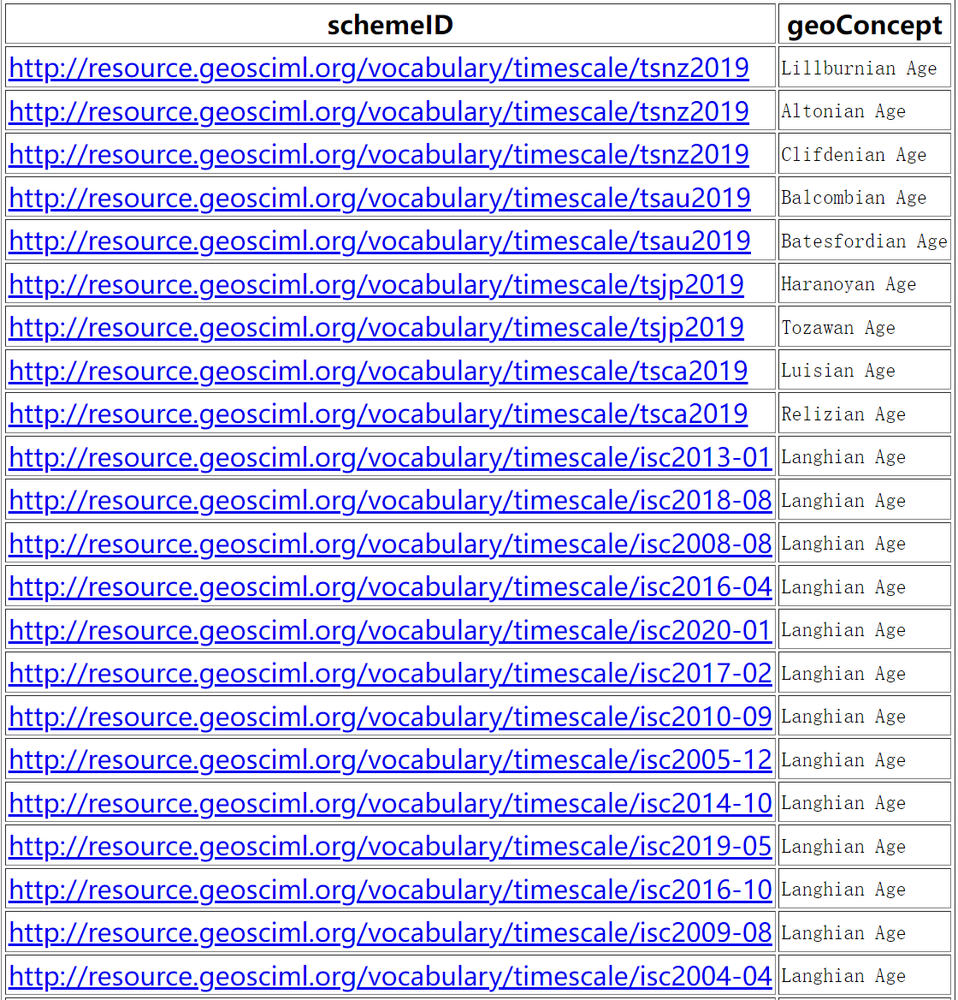 schemeID geoConcept
http://resource.geosciml.org/vocabulary/timescale/tsnz2019 Lillburnian Age
http://resource.geosciml.org/vocabulary/timescale/tsnz2019 Altonian Age
http://resource.geosciml.org/vocabulary/timescale/tsnz2019 Clifdenian Age
http://resource.geosciml.org/vocabulary/timescale/tsau2019 Balcombian Age
http://resource.geosciml.org/vocabulary/timescale/tsau2019 Batesfordian Age
http://resource.geosciml.org/vocabulary/timescale/tsjp2019 Haranoyan Age
http://resource.geosciml.org/vocabulary/timescale/tsjp2019 Tozawan Age
http://resource.geosciml.org/vocabulary/timescale/tsca2019 Luisian Age
http://resource.geosciml.org/vocabulary/timescale/tsca2019 Relizian Age
http://resource.geosciml.org/vocabulary/timescale/isc2013-01 Langhian Age
http://resource.geosciml.org/vocabulary/timescale/isc2018-08 Langhian Age
http://resource.geosciml.org/vocabulary/timescale/isc2008-08 Langhian Age
http://resource.geosciml.org/vocabulary/timescale/isc2016-04 Langhian Age
http://resource.geosciml.org/vocabulary/timescale/isc2020-01 Langhian Age
http://resource.geosciml.org/vocabulary/timescale/isc2017-02 Langhian Age
http://resource.geosciml.org/vocabulary/timescale/isc2010-09 Langhian Age
http://resource.geosciml.org/vocabulary/timescale/isc2005-12 Langhian Age
http://resource.geosciml.org/vocabulary/timescale/isc2014-10 Langhian Age
http://resource.geosciml.org/vocabulary/timescale/isc2019-05 Langhian Age
http://resource.geosciml.org/vocabulary/timescale/isc2016-10 Langhian Age
http://resource.geosciml.org/vocabulary/timescale/isc2009-08 Langhian Age
http://resource.geosciml.org/vocabulary/timescale/isc2004-04 Langhian Age